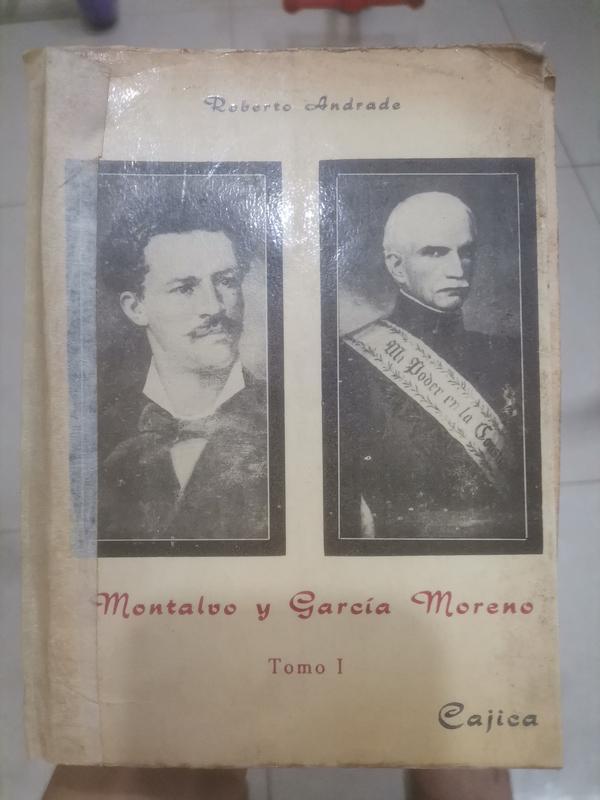 Roberto Andrade
Mi Poder en la
Montalvo y García Moreno
Tomo I
Cajica